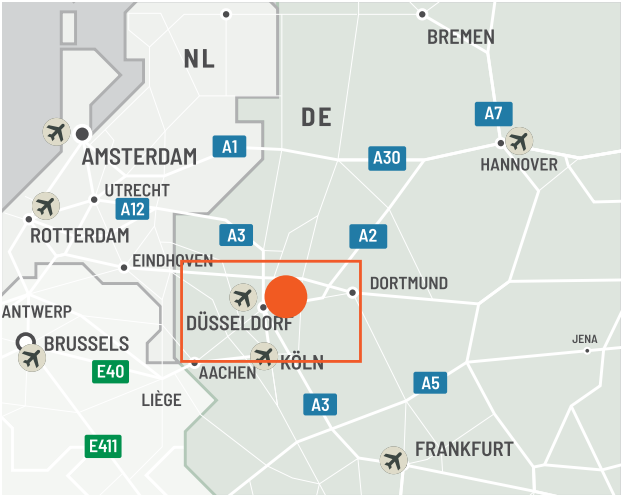 NL
BREMEN
DE
A7
AMSTERDAM
A1
A30
HANNOVER
UTRECHT
A12
ROTTERDAM
A3
A2
EINDHOVEN
DORTMUND
ANTWERP
DÜSSELDORF
BRUSSELS
JENA
KÖLN
AACHEN
E40
A5
LIÈGE
A3
E411
FRANKFURT